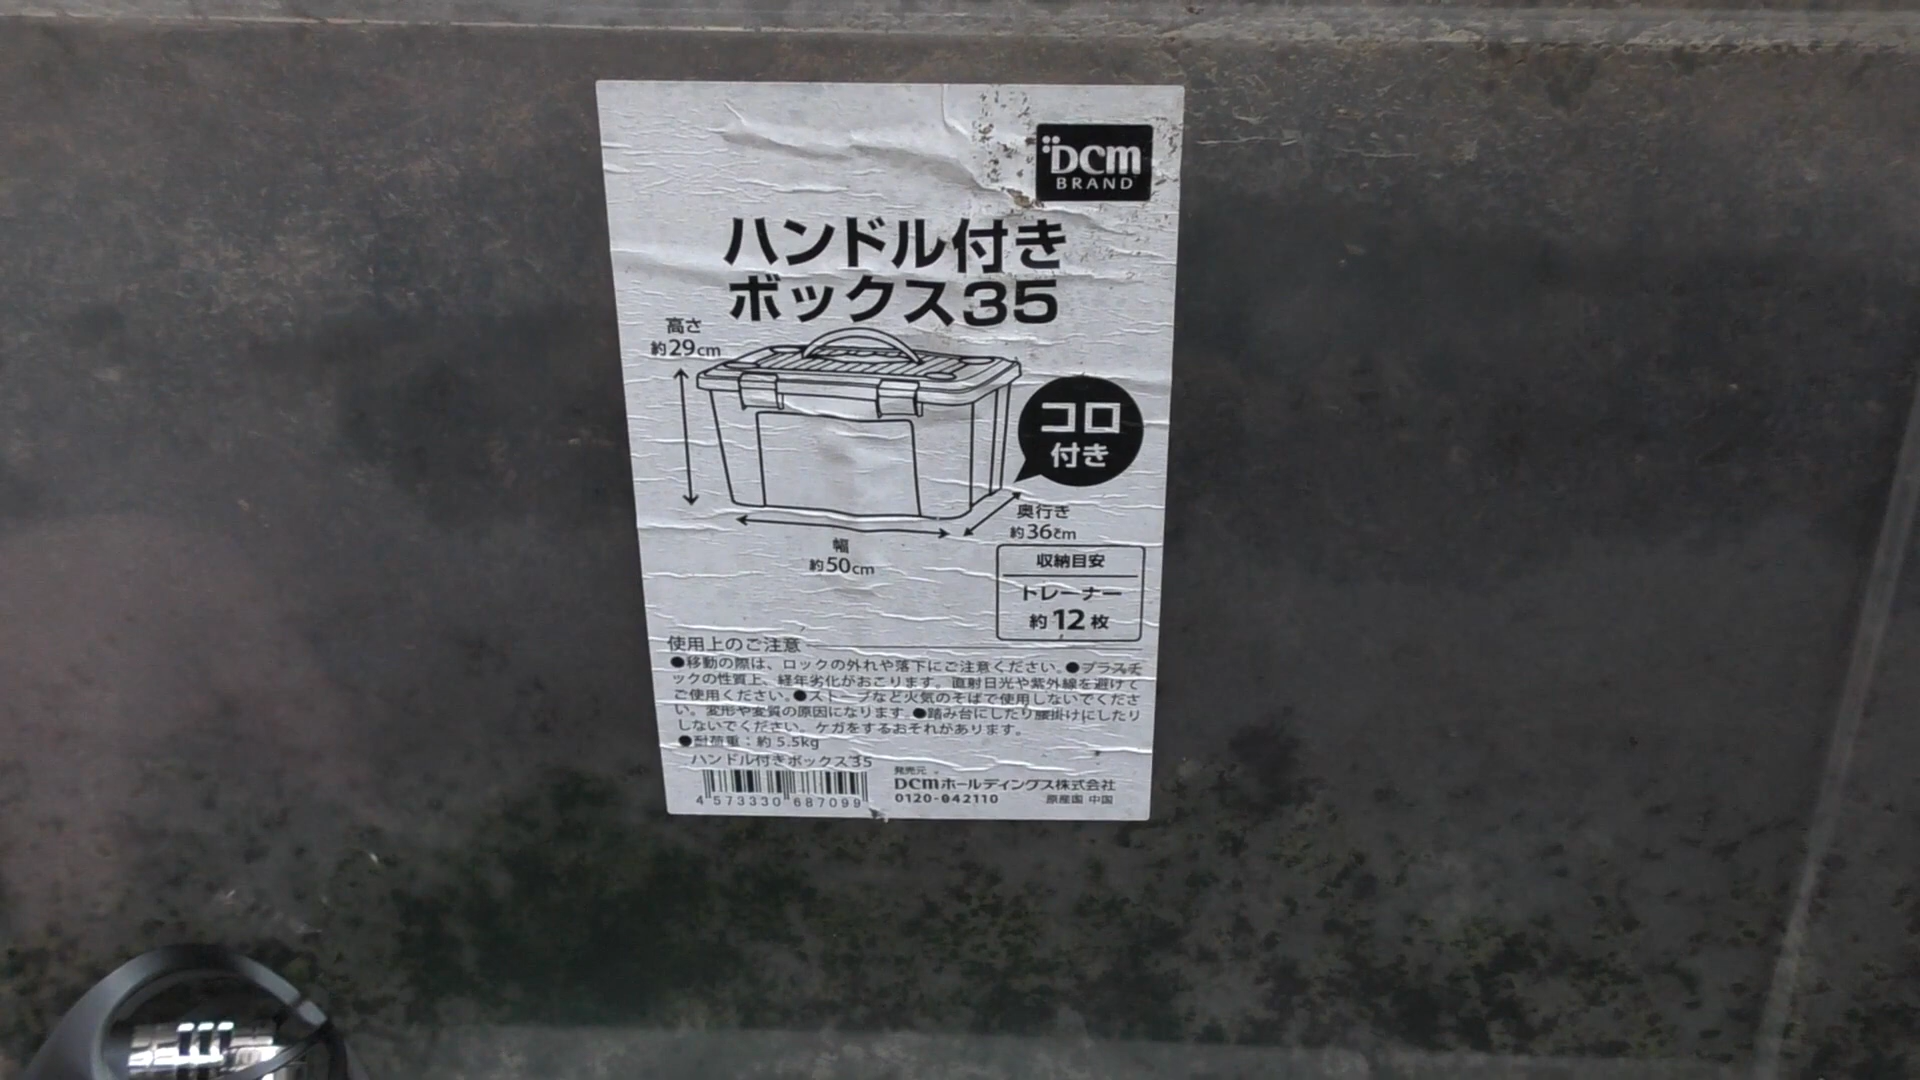 DCM
BRAND
ハンドル付き
ボックス35
高さ
約29cm
コロ
付き
奥行き
約36cm
幅
約50cm
収納目安
トレーナー
約12枚
使用上のご注意
●移動の際は、ロックの外れや落下にご注意ください。●プラスチ
ックの性質上、経年劣化がおこります。直射日光や紫外線を避けて
ご使用ください。●ストーブなど火気のそばで使用しないでくださ
い。変形や変質の原因になります。●踏み台にしたり腰掛けにしたり
しないでください。ケガをするおそれがあります。
●耐荷重：約5.5kg
ハンドル付きボックス35
4 573330 687099
発売元
DCMホールディングス株式会社
0120-042110 原産国 中国